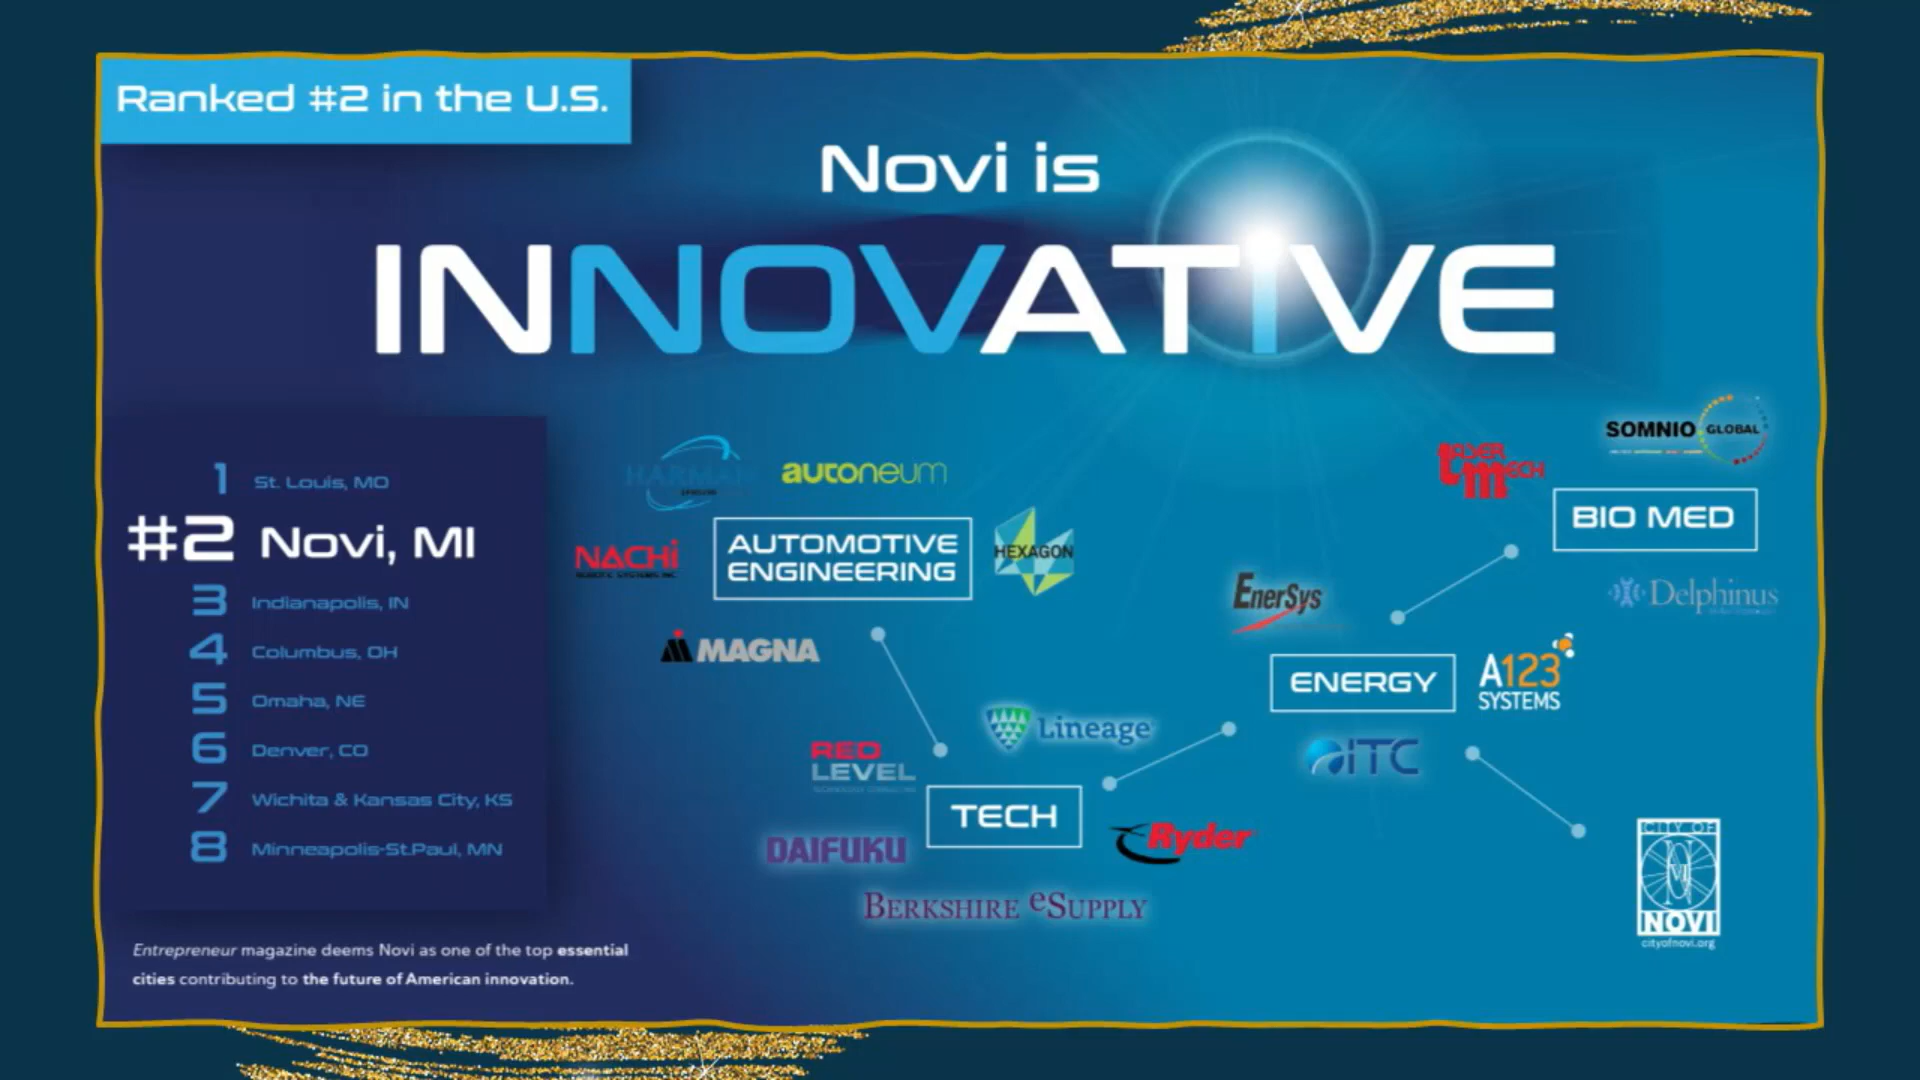 Ranked #2 in the U.S.
Novi is
INNOVATIVE
1 St. Louis, MO
#2 Novi, MI
3 Indianapolis, IN
4 Columbus, OH
5 Omaha, NE
6 Denver, CO
7 Wichita & Kansas City, KS
8 Minneapolis-St.Paul, MN
Entrepreneur magazine deems Novi as one of the top essential
cities contributing to the future of American innovation.
HARMAN
autoneum
NACHi
AUTOMOTIVE
ENGINEERING
HEXAGON
MAGNA
Lineage
RED
LEVEL
TECH
DAIFUKU
Ryder
BERKSHIRE eSUPPLY
EnerSys
ENERGY
A123
SYSTEMS
ITC
SOMNIO GLOBAL
BIO MED
Delphinus
CITY OF
NOVI
cityofnovi.org